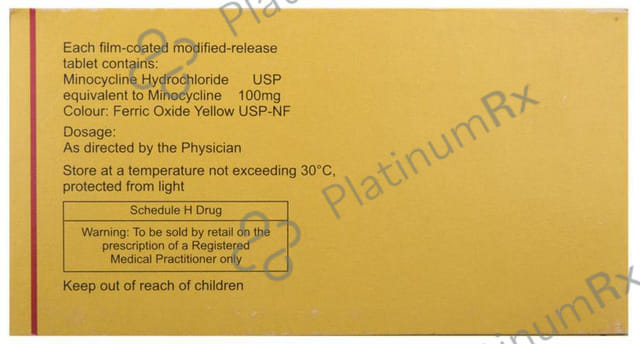 Each film-coated modified-release
tablet contains:
Minocycline Hydrochloride USP
equivalent to Minocycline 100mg
Colour: Ferric Oxide Yellow USP-NF
Dosage:
As directed by the Physician
Store at a temperature not exceeding 30°C,
protected from light
Schedule H Drug
Warning: To be sold by retail on the
prescription of a Registered
Medical Practitioner only
Keep out of reach of children
PlatinumRx
PlatinumRx
PlatinumRx